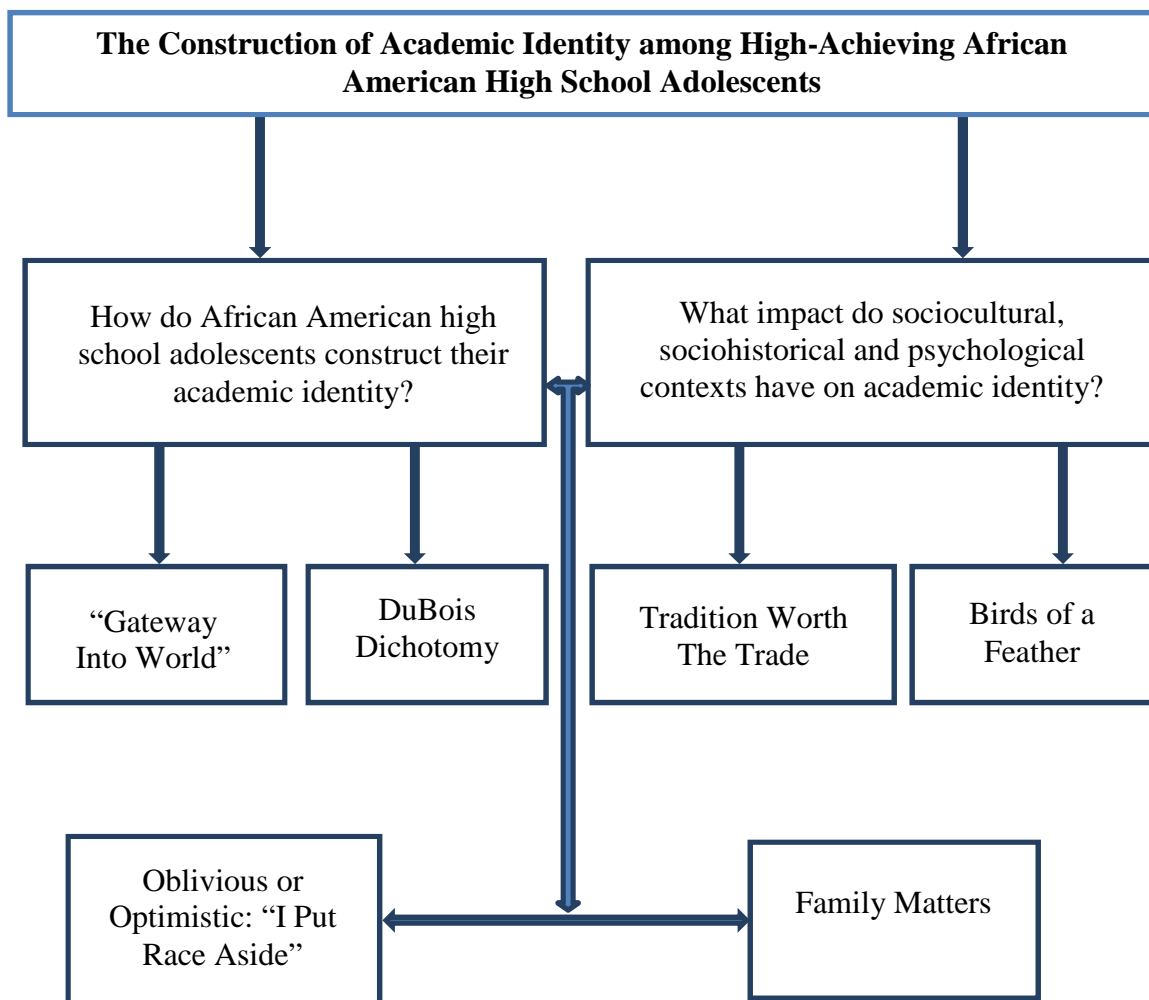 The Construction of Academic Identity among High-Achieving African
American High School Adolescents
How do African American high
school adolescents construct their
academic identity?
What impact do sociocultural,
sociohistorical and psychological
contexts have on academic identity?
“Gateway
Into World”
DuBois
Dichotomy
Tradition Worth
The Trade
Birds of a
Feather
Oblivious or
Optimistic: “I Put
Race Aside”
Family Matters